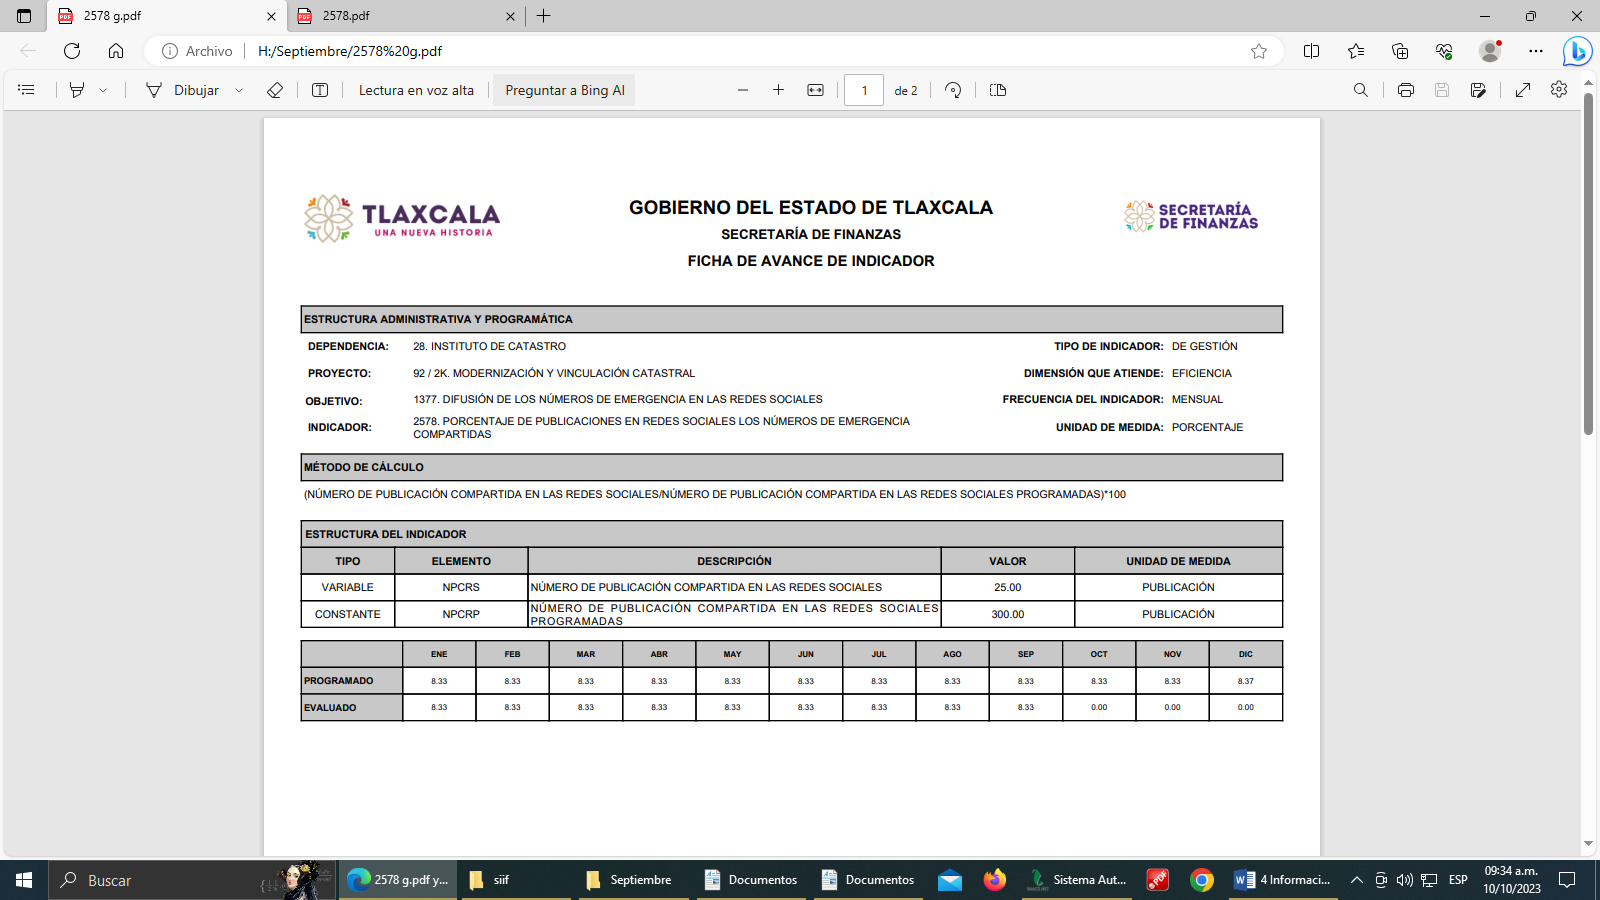 2578 g.pdf
2578.pdf
Archivo
H:/Septiembre/2578%20g.pdf
Dibujar
Lectura en voz alta
Preguntar a Bing AI
1
de 2
TLAXCALA
UNA NUEVA HISTORIA
GOBIERNO DEL ESTADO DE TLAXCALA
SECRETARÍA DE FINANZAS
FICHA DE AVANCE DE INDICADOR
SECRETARÍA
DE FINANZAS
ESTRUCTURA ADMINISTRATIVA Y PROGRAMÁTICA
DEPENDENCIA: 28. INSTITUTO DE CATASTRO TIPO DE INDICADOR: DE GESTIÓN
PROYECTO: 92 / 2K. MODERNIZACIÓN Y VINCULACIÓN CATASTRAL DIMENSIÓN QUE ATIENDE: EFICIENCIA
OBJETIVO: 1377. DIFUSIÓN DE LOS NÚMEROS DE EMERGENCIA EN LAS REDES SOCIALES FRECUENCIA DEL INDICADOR: MENSUAL
INDICADOR: 2578. PORCENTAJE DE PUBLICACIONES EN REDES SOCIALES LOS NÚMEROS DE EMERGENCIA
COMPARTIDAS
UNIDAD DE MEDIDA: PORCENTAJE
MÉTODO DE CÁLCULO
(NÚMERO DE PUBLICACIÓN COMPARTIDA EN LAS REDES SOCIALES/NÚMERO DE PUBLICACIÓN COMPARTIDA EN LAS REDES SOCIALES PROGRAMADAS)*100
ESTRUCTURA DEL INDICADOR
TIPO ELEMENTO DESCRIPCIÓN VALOR UNIDAD DE MEDIDA
VARIABLE NPCRS NÚMERO DE PUBLICACIÓN COMPARTIDA EN LAS REDES SOCIALES 25.00 PUBLICACIÓN
CONSTANTE NPCRP NÚMERO DE PUBLICACIÓN COMPARTIDA EN LAS REDES SOCIALES
PROGRAMADAS
300.00 PUBLICACIÓN
ENE FEB MAR ABR MAY JUN JUL AGO SEP OCT NOV DIC
PROGRAMADO 8.33 8.33 8.33 8.33 8.33 8.33 8.33 8.33 8.33 8.33 8.33 8.37
EVALUADO 8.33 8.33 8.33 8.33 8.33 8.33 8.33 8.33 8.33 0.00 0.00 0.00
Buscar
2578 g.pdf y...
siif
Septiembre
Documentos
Documentos
Sistema Aut...
4 Informaci...
ESP
09:34 a.m.
10/10/2023